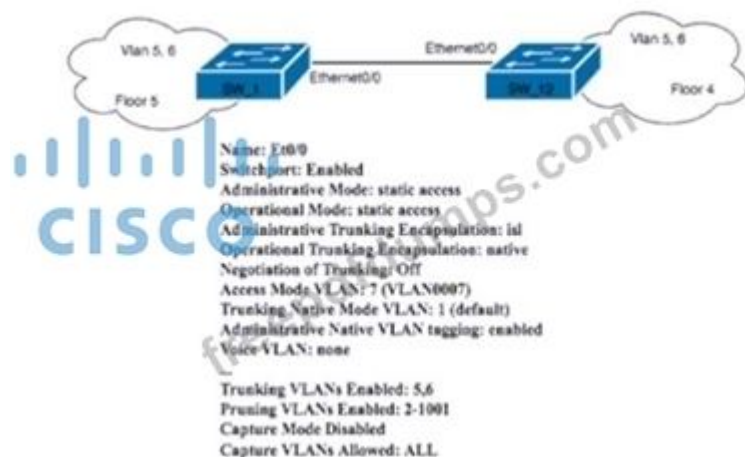 Vlan 5, 6
Floor 5
SW_1
Ethernet0/0
Ethernet0/0
SW_12
Vlan 5, 6
Floor 4
CISCO
freepdfdumps.com
Name: Et0/0
Switchport: Enabled
Administrative Mode: static access
Operational Mode: static access
Administrative Trunking Encapsulation: isl
Operational Trunking Encapsulation: native
Negotiation of Trunking: Off
Access Mode VLAN: 7 (VLAN0007)
Trunking Native Mode VLAN: 1 (default)
Administrative Native VLAN tagging: enabled
Voice VLAN: none
Trunking VLANs Enabled: 5,6
Pruning VLANs Enabled: 2-1001
Capture Mode Disabled
Capture VLANs Allowed: ALL